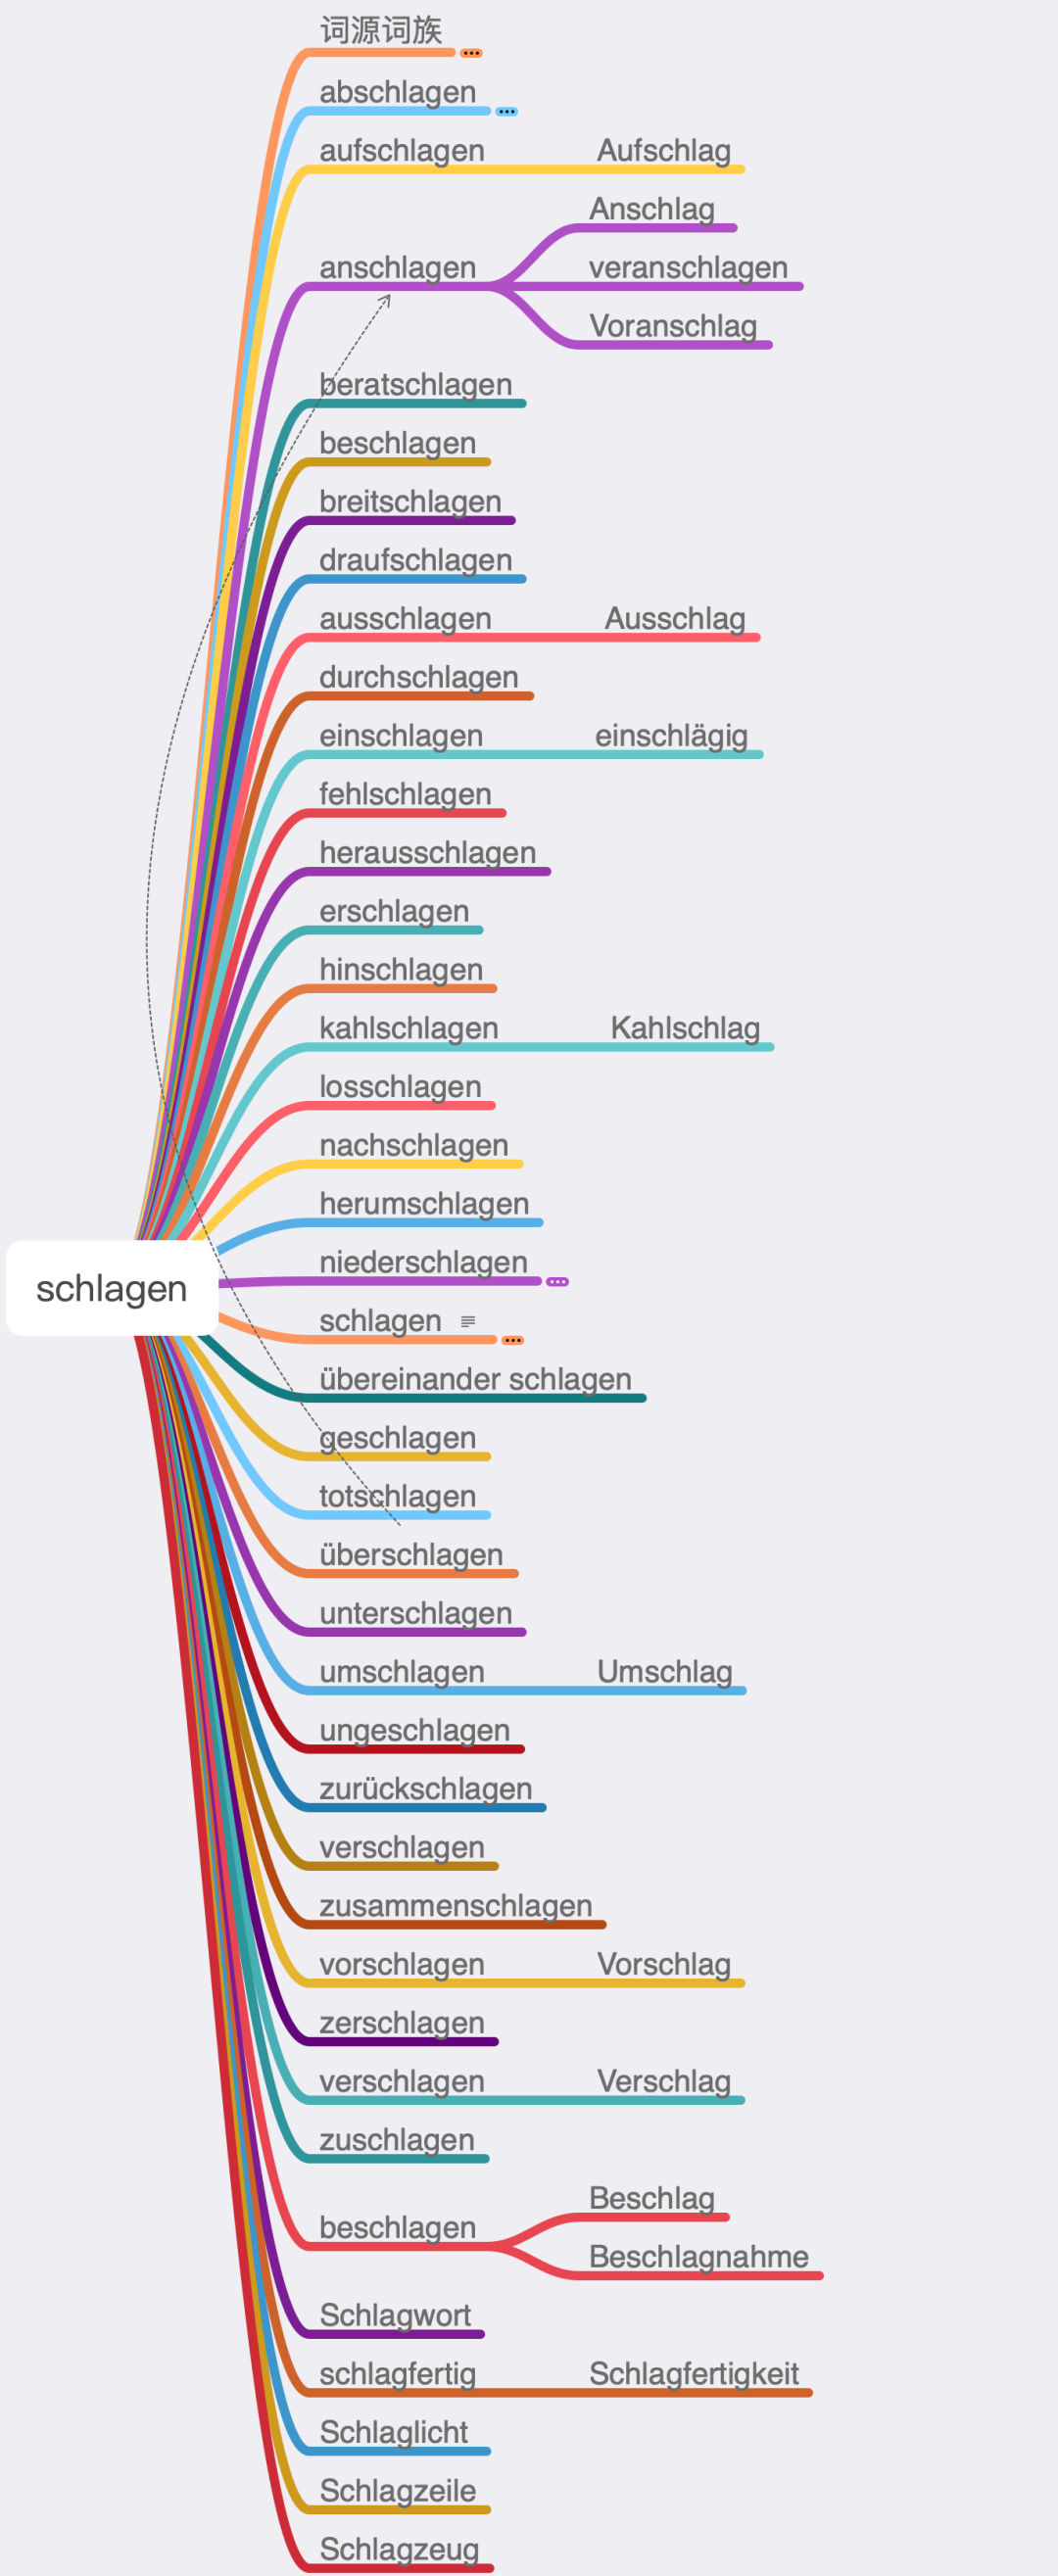 词源词族
abschlagen
aufschlagen Aufschlag
Anschlag
anschlagen veranschlagen
Voranschlag
beratschlagen
beschlagen
breitschlagen
draufschlagen
ausschlagen Ausschlag
durchschlagen
einschlagen einschlägig
fehlschlagen
herausschlagen
erschlagen
hinschlagen
kahlschlagen Kahlschlag
losschlagen
nachschlagen
herumschlagen
niederschlagen
schlagen
schlagen
übereinander schlagen
geschlagen
totschlagen
überschlagen
unterschlagen
umschlagen Umschlag
ungeschlagen
zurückschlagen
verschlagen
zusammenschlagen
vorschlagen Vorschlag
zerschlagen
verschlagen Verschlag
zuschlagen
Beschlag
beschlagen
Beschlagnahme
Schlagwort
schlagfertig Schlagfertigkeit
Schlaglicht
Schlagzeile
Schlagzeug